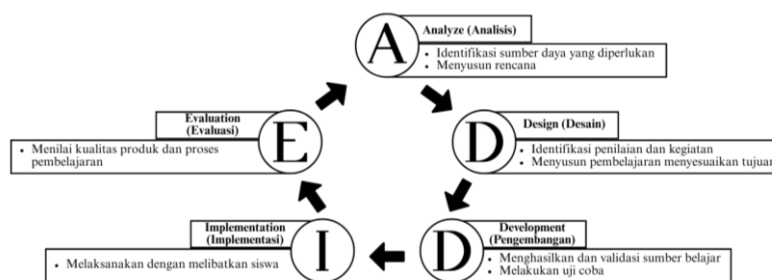 A
Analyze (Analisis)
• Identifikasi sumber daya yang diperlukan
• Menyusun rencana
D
Design (Desain)
• Identifikasi penilaian dan kegiatan
• Menyusun pembelajaran menyesuaikan tujuan
D
Development
(Pengembangan)
• Menghasilkan dan validasi sumber belajar
• Melakukan uji coba
I
Implementation
(Implementasi)
• Melaksanakan dengan melibatkan siswa
E
Evaluation
(Evaluasi)
• Menilai kualitas produk dan proses
pembelajaran